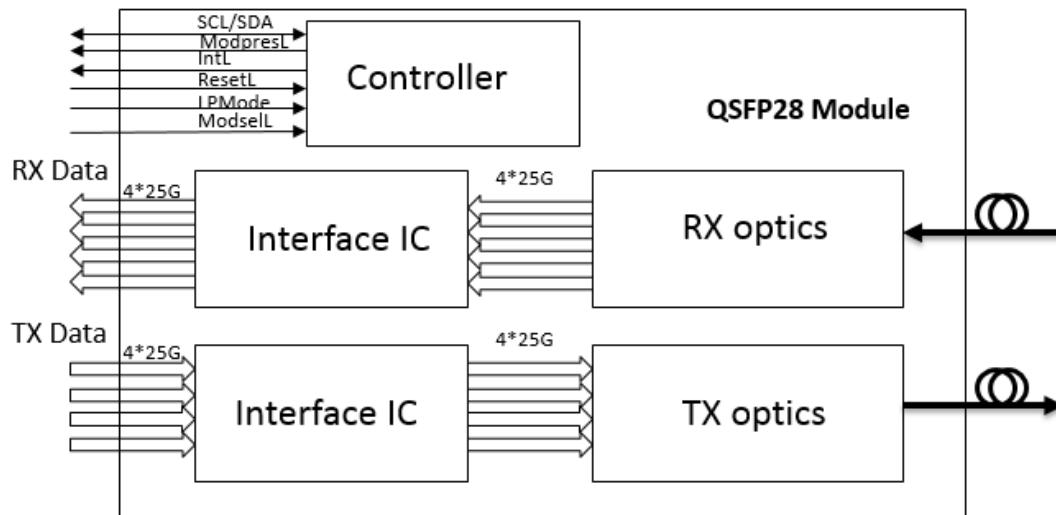 SCL/SDA
ModpresL
IntL
ResetL
LPMode
ModselL
Controller
QSFP28 Module
RX Data
4*25G
4*25G
Interface IC
RX optics
TX Data
4*25G
4*25G
Interface IC
TX optics